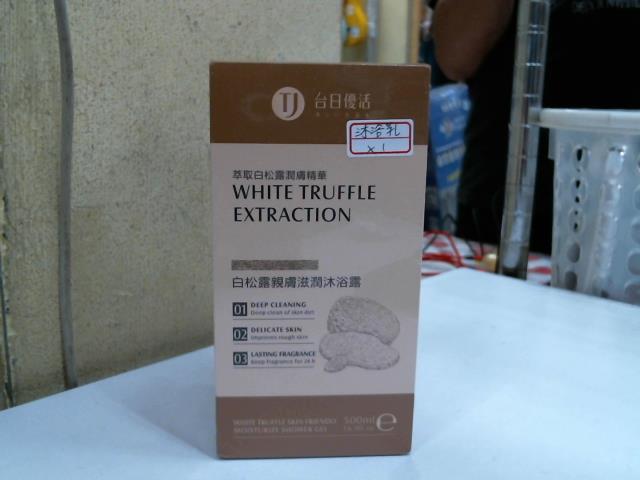 TJ
台日優活
沐浴乳
x1
萃取白松露潤膚精華
WHITE TRUFFLE
EXTRACTION
白松露親膚滋潤沐浴露
01 DEEP CLEANING
Deep clean of skin dirt
02 DELICATE SKIN
Improves rough skin
03 LASTING FRAGRANCE
Keep fragrance for 24 h
WHITE TRUFFLE SKIN-FRIENDLY
MOISTURIZE SHOWER GEL
500ml e